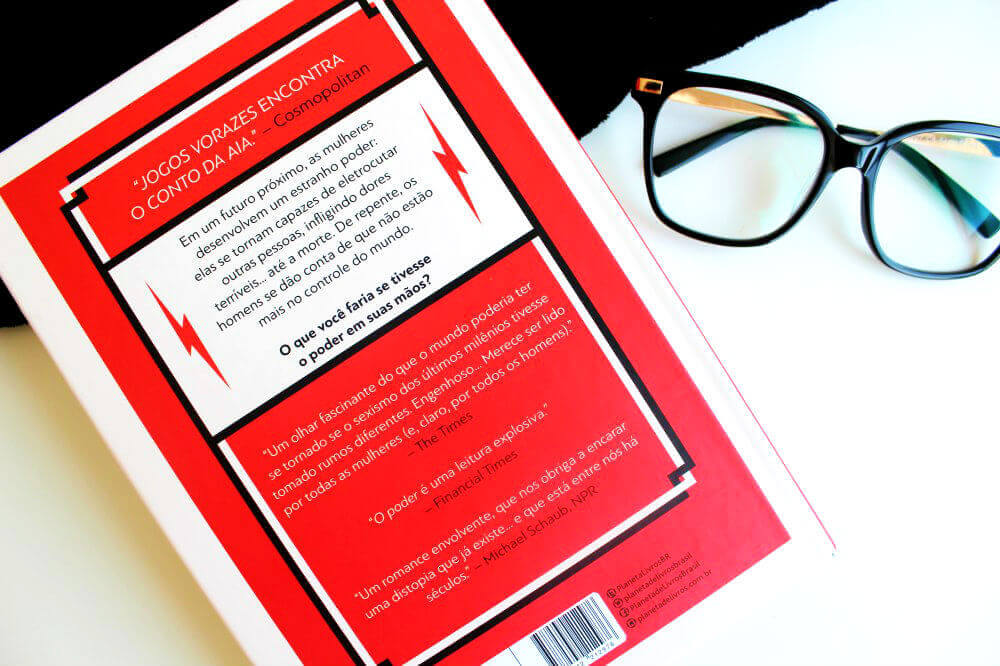 “JOGOS VORAZES ENCONTRA
O CONTO DA AIA.” – Cosmopolitan
Em um futuro próximo, as mulheres
desenvolvem um estranho poder:
elas se tornam capazes de eletrocutar
outras pessoas, infligindo dores
terríveis... até a morte. De repente, os
homens se dão conta de que não estão
mais no controle do mundo.
O que você faria se tivesse
o poder em suas mãos?
“Um olhar fascinante do que o mundo poderia ter
se tornado se o sexismo dos últimos milênios tivesse
tomado rumos diferentes. Engenhoso... Merece ser lido
por todas as mulheres (e, claro, por todos os homens).”
– The Times
“O poder é uma leitura explosiva.”
– Financial Times
“Um romance envolvente, que nos obriga a encarar
uma distopia que já existe... e que está entre nós há
séculos.” – Michael Schaub, NPR
PlanetaLivrosBR
planetadelivrosbrasil
PlanetadeLivrosBrasil
planetadelivros.com.br